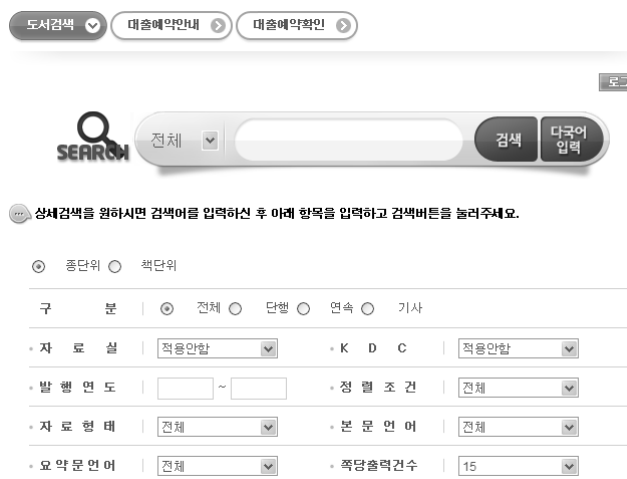 도서검색 대출예약안내 대출예약확인
로그
SEARCH 전체 검색 다국어 입력
상세검색을 원하시면 검색어를 입력하신 후 아래 항목을 입력하고 검색버튼을 눌러주세요.
종단위 책단위
구 분 전체 단행 연속 기사
자 료 실 적용안함 K D C 적용안함
발 행 연 도 ~ 정 렬 조 건 전체
자 료 형 태 전체 본 문 언 어 전체
요 약 문 언 어 전체 쪽당출력건수 15